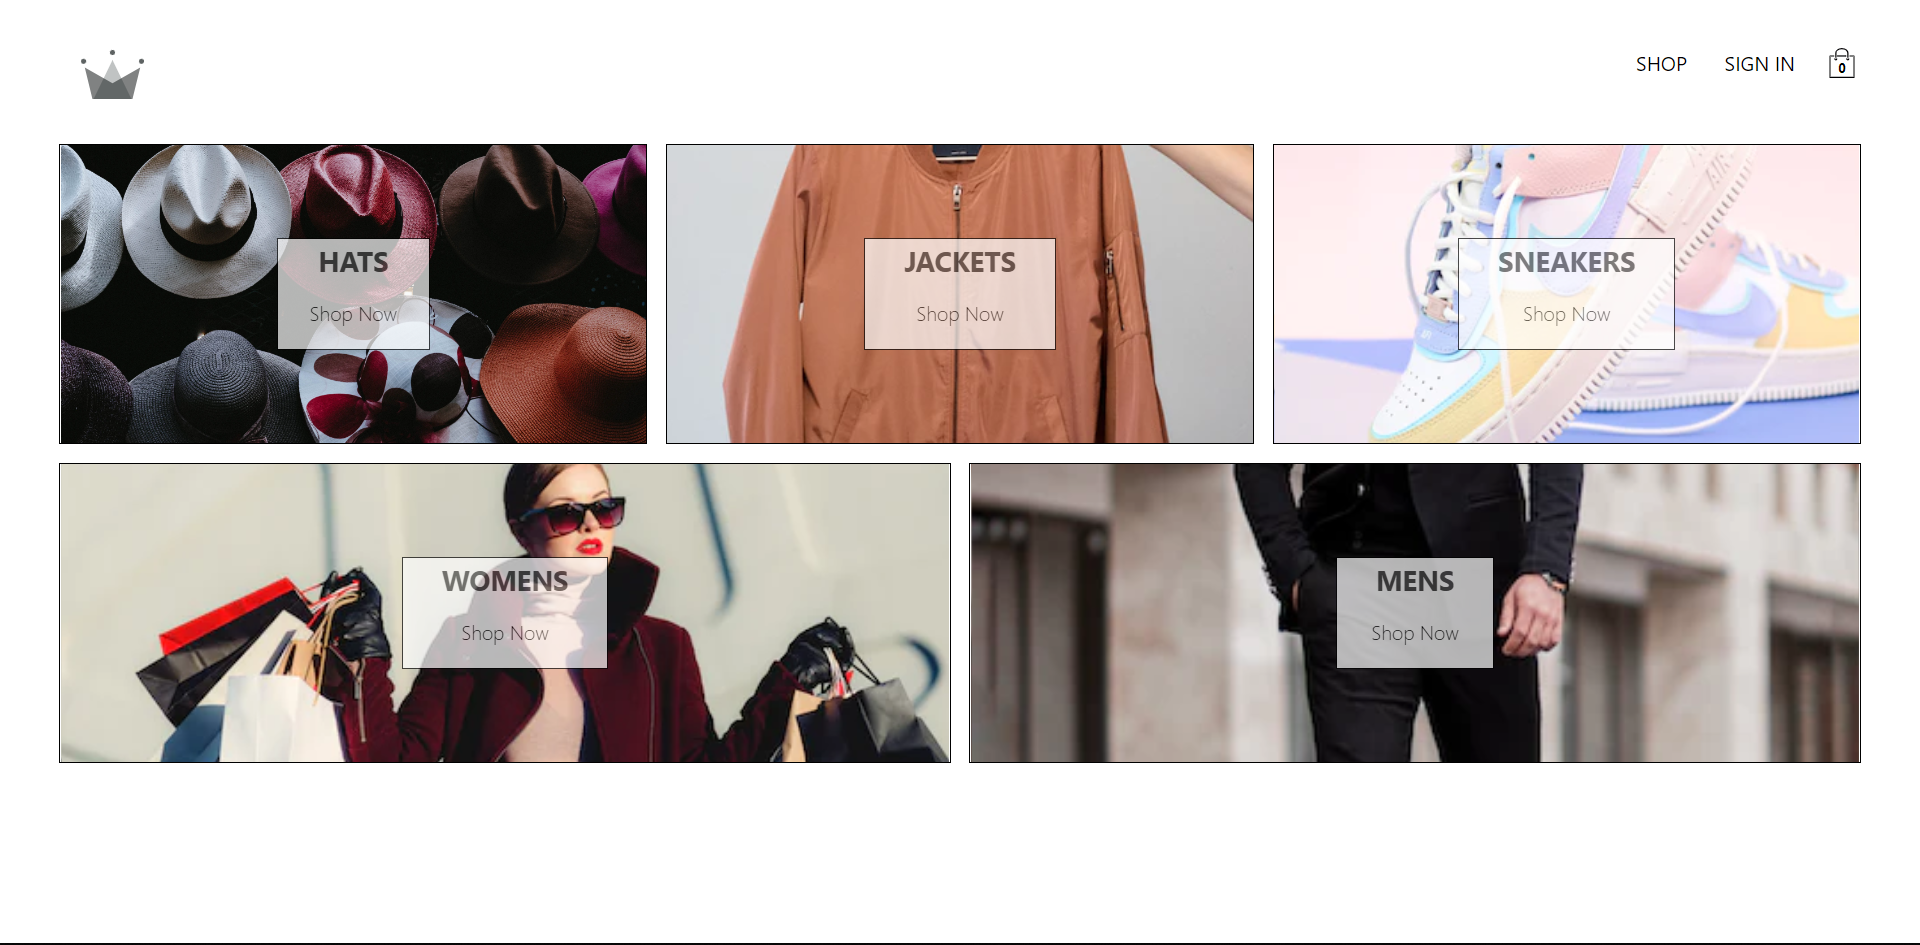 SHOP
SIGN IN
0
HATS
Shop Now
JACKETS
Shop Now
SNEAKERS
Shop Now
WOMENS
Shop Now
MENS
Shop Now